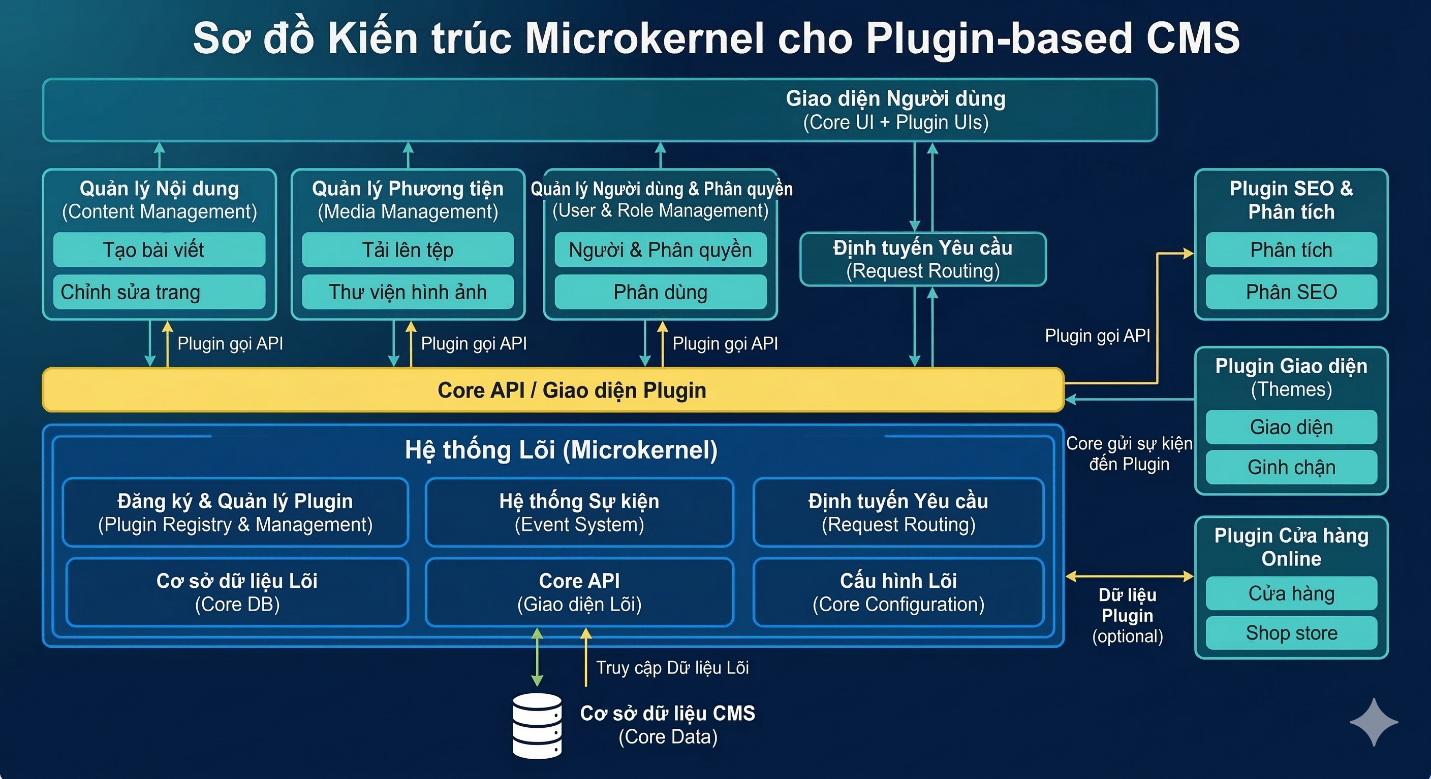 Sơ đồ Kiến trúc Microkernel cho Plugin-based CMS
Giao diện Người dùng
(Core UI + Plugin UIs)
Quản lý Nội dung
(Content Management)
Tạo bài viết
Chỉnh sửa trang
Quản lý Phương tiện
(Media Management)
Tải lên tệp
Thư viện hình ảnh
Quản lý Người dùng & Phân quyền
(User & Role Management)
Người & Phân quyền
Phân dùng
Định tuyến Yêu cầu
(Request Routing)
Plugin SEO &
Phân tích
Phân tích
Phân SEO
Plugin gọi API
Plugin gọi API
Plugin gọi API
Plugin gọi API
Core API / Giao diện Plugin
Plugin Giao diện
(Themes)
Giao diện
Ginh chận
Core gửi sự kiện
đến Plugin
Hệ thống Lõi (Microkernel)
Đăng ký & Quản lý Plugin
(Plugin Registry & Management)
Hệ thống Sự kiện
(Event System)
Định tuyến Yêu cầu
(Request Routing)
Cơ sở dữ liệu Lõi
(Core DB)
Core API
(Giao diện Lõi)
Cấu hình Lõi
(Core Configuration)
Plugin Cửa hàng
Online
Cửa hàng
Shop store
Dữ liệu
Plugin
(optional)
Truy cập Dữ liệu Lõi
Cơ sở dữ liệu CMS
(Core Data)